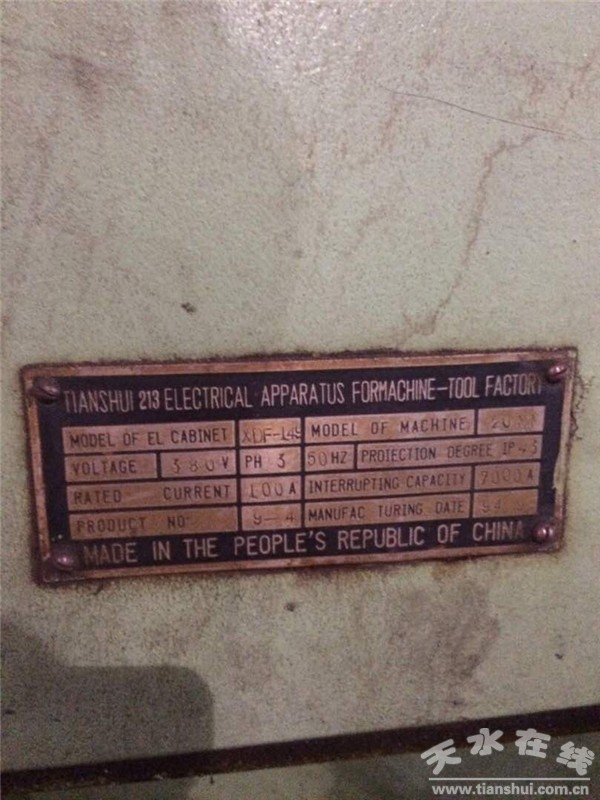 TIANSHUI 213 ELECTRICAL APPARATUS FORMACHINE-TOOL FACTORY
MODEL OF EL CABINET XDF-149 MODEL OF MACHINE
VOLTAGE 380V PH 3 50HZ PROIECTION DEGREE IP43
RATED CURRENT 100A INTERRUPTING CAPACITY 7000A
PRODUCT NO 9-4 MANUFAC TURING DATE
MADE IN THE PEOPLE'S REPUBLIC OF CHINA
天水在线
www.tianshui.com.cn